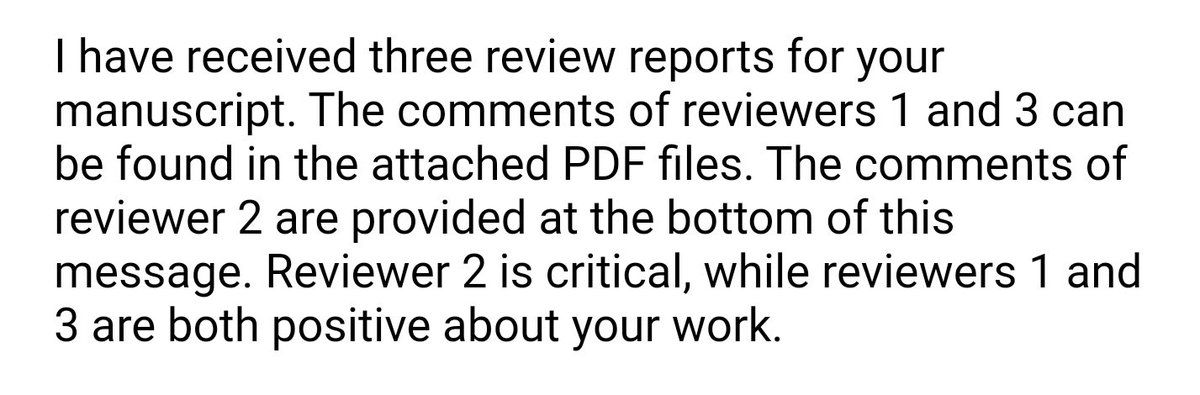 I have received three review reports for your
manuscript. The comments of reviewers 1 and 3 can
be found in the attached PDF files. The comments of
reviewer 2 are provided at the bottom of this
message. Reviewer 2 is critical, while reviewers 1 and
3 are both positive about your work.